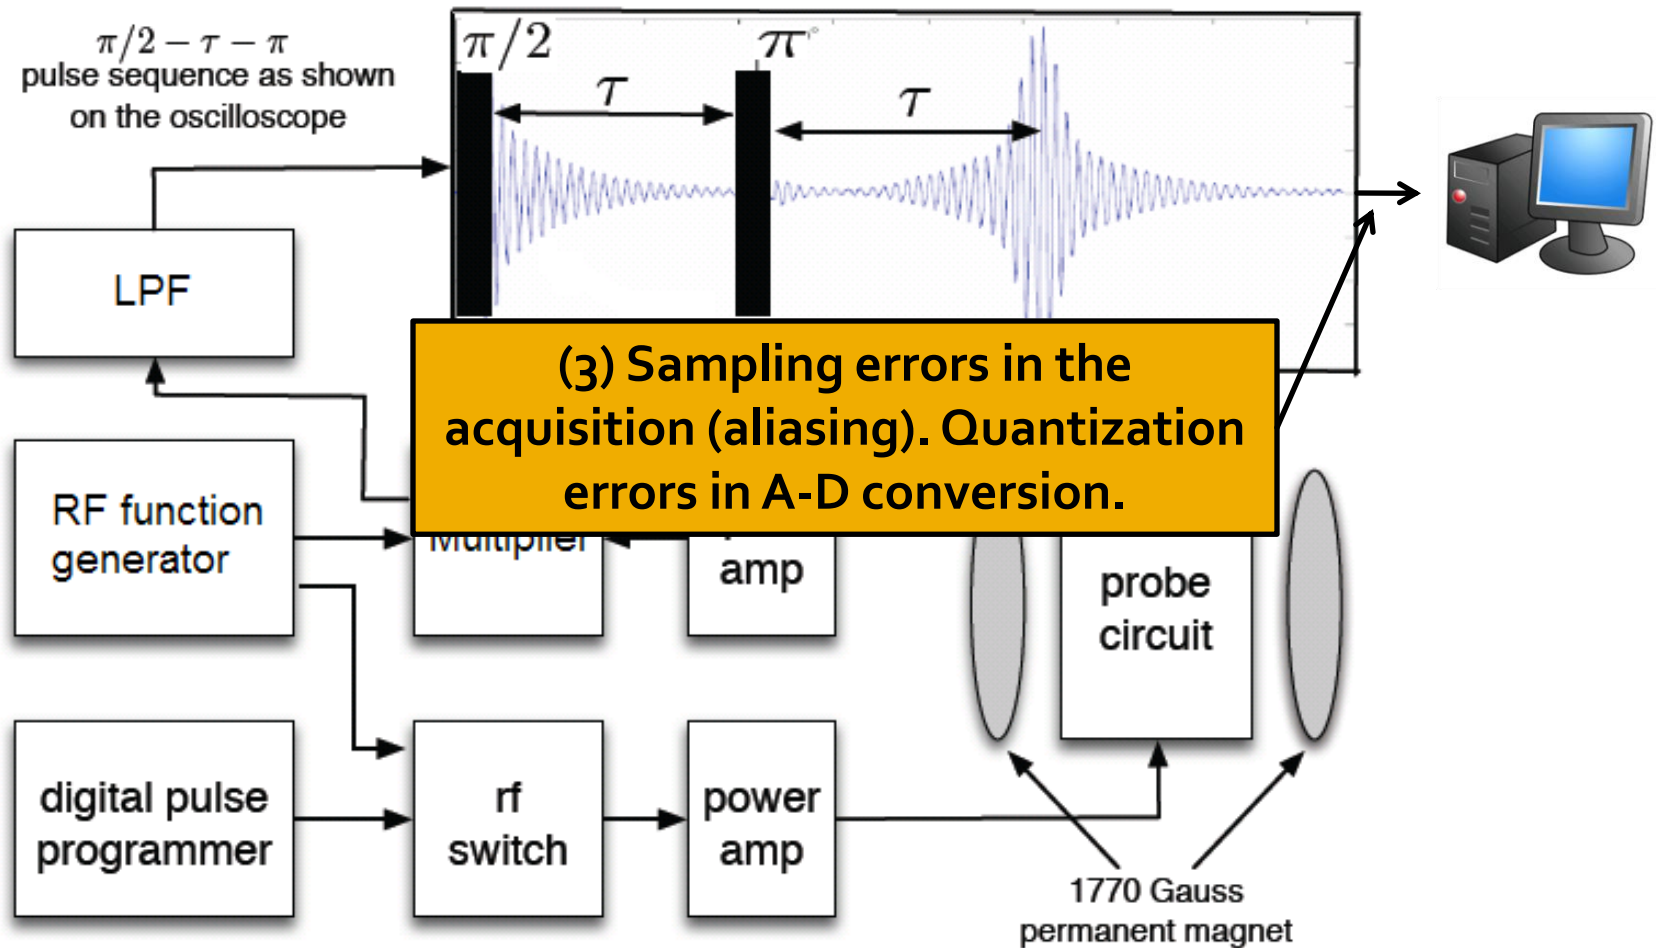 π/2 − τ − π
pulse sequence as shown
on the oscilloscope
π/2
π
τ
τ
LPF
(3) Sampling errors in the
acquisition (aliasing). Quantization
errors in A-D conversion.
RF function
generator
Multiplier
amp
probe
circuit
digital pulse
programmer
rf
switch
power
amp
1770 Gauss
permanent magnet